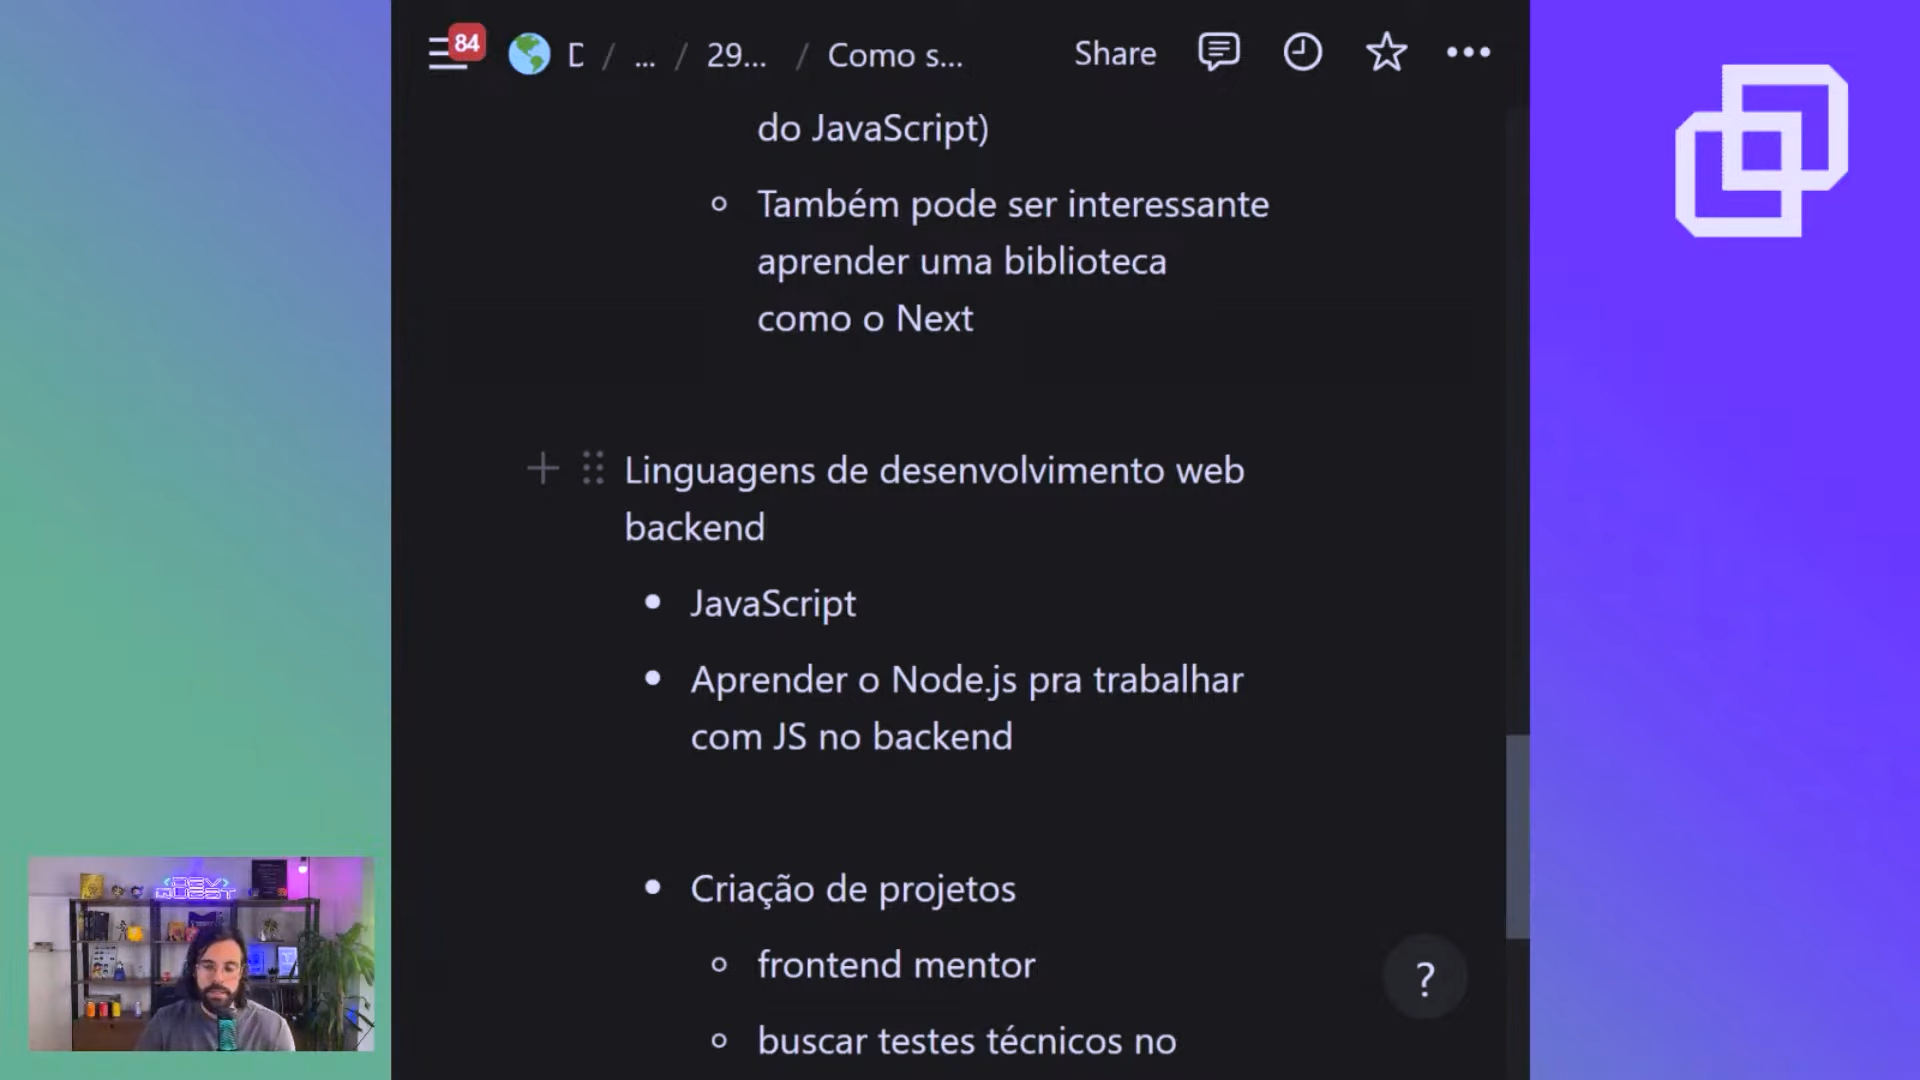 84
D / ... / 29... / Como s... Share
do JavaScript)
Também pode ser interessante
aprender uma biblioteca
como o Next
Linguagens de desenvolvimento web
backend
JavaScript
Aprender o Node.js pra trabalhar
com JS no backend
Criação de projetos
frontend mentor
buscar testes técnicos no
?
DEV
QUEST